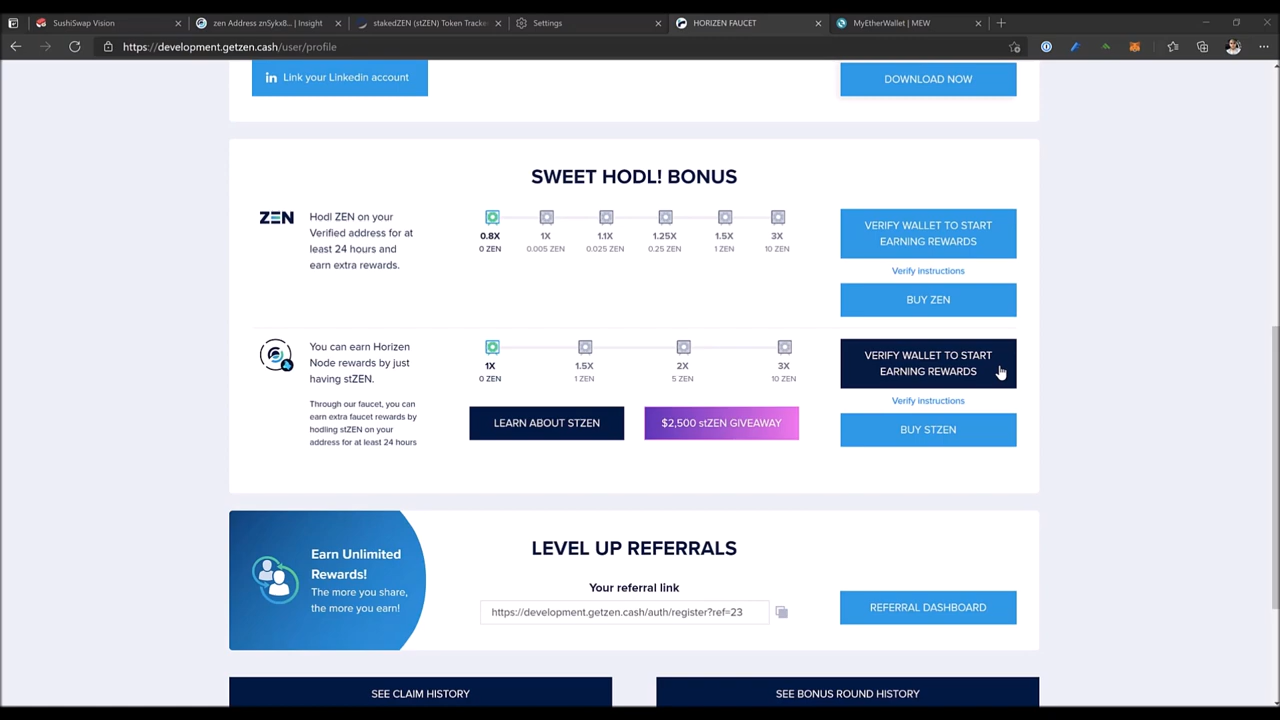 SushiSwap Vision
zen Address znSykx8... | Insight
stakedZEN (stZEN) Token Tracke
Settings
HORIZEN FAUCET
MyEtherWallet | MEW
https://development.getzen.cash/user/profile
in Link your Linkedin account
DOWNLOAD NOW
SWEET HODL! BONUS
ZEN
Hodl ZEN on your
Verified address for at
least 24 hours and
earn extra rewards.
0.8X
1X
1.1X
1.25X
1.5X
3X
0 ZEN
0.005 ZEN
0.025 ZEN
0.25 ZEN
1 ZEN
10 ZEN
VERIFY WALLET TO START
EARNING REWARDS
Verify instructions
BUY ZEN
You can earn Horizen
Node rewards by just
having stZEN.
Through our faucet, you can
earn extra faucet rewards by
hodling stZEN on your
address for at least 24 hours
1X
1.5X
2X
3X
0 ZEN
1 ZEN
5 ZEN
10 ZEN
LEARN ABOUT STZEN
$2,500 stZEN GIVEAWAY
VERIFY WALLET TO START
EARNING REWARDS
Verify instructions
BUY STZEN
Earn Unlimited
Rewards!
The more you share,
the more you earn!
LEVEL UP REFERRALS
Your referral link
https://development.getzen.cash/auth/register?ref=23
REFERRAL DASHBOARD
SEE CLAIM HISTORY
SEE BONUS ROUND HISTORY